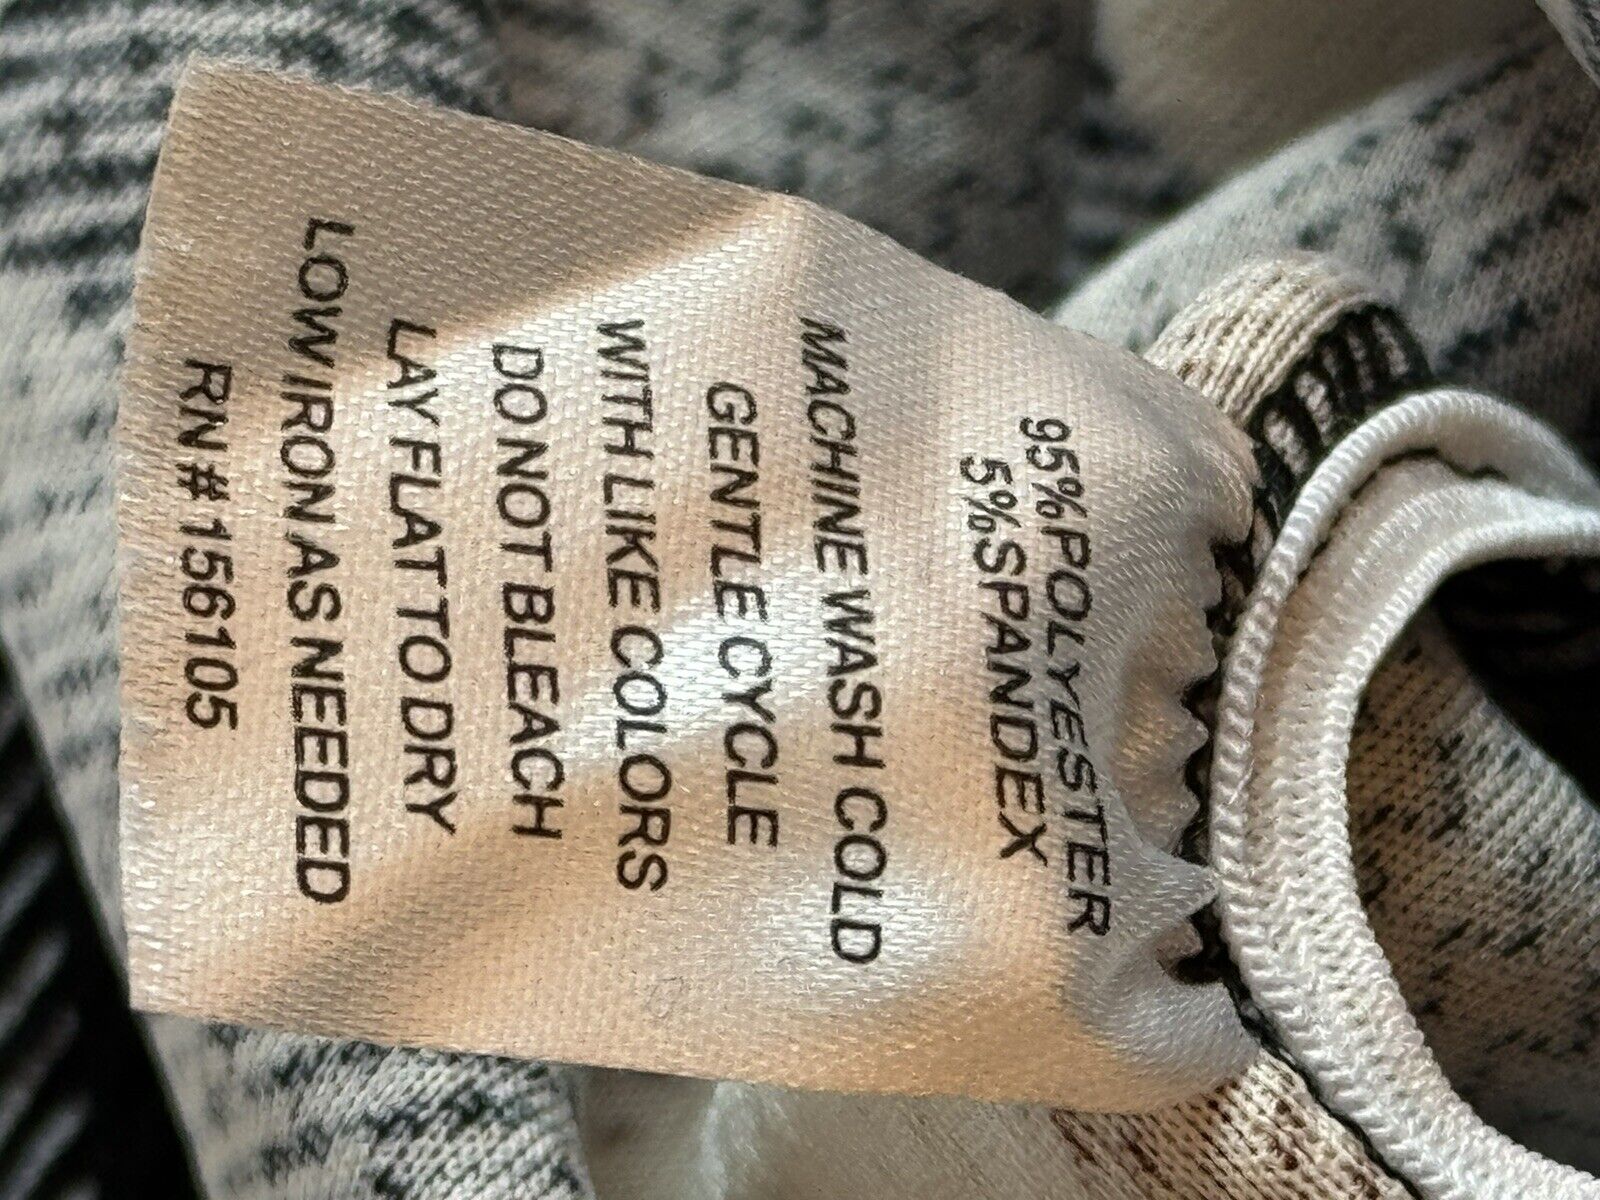 95% POLYESTER
5% SPANDEX
MACHINE WASH COLD
GENTLE CYCLE
WITH LIKE COLORS
DO NOT BLEACH
LAY FLAT TO DRY
LOW IRON AS NEEDED
RN # 156105